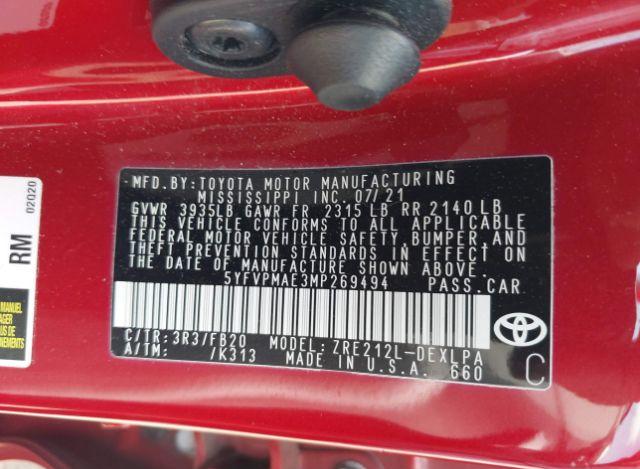 MFD.BY:TOYOTA MOTOR MANUFACTURING
MISSISSIPPI INC. 07/21
GVWR 3935LB GAWR FR 2315 LB RR 2140 LB
THIS VEHICLE CONFORMS TO ALL APPLICABLE
FEDERAL MOTOR VEHICLE SAFETY, BUMPER, AND
THEFT PREVENTION STANDARDS IN EFFECT ON
THE DATE OF MANUFACTURE SHOWN ABOVE.
5YFVPMAE3MP269494 PASS.CAR
C/TR: 3R3/FB20 MODEL: ZRE212L-DEXLPA
A/TM: /K313 MADE IN U.S.A. 660
C
RM
02020
MANUEL